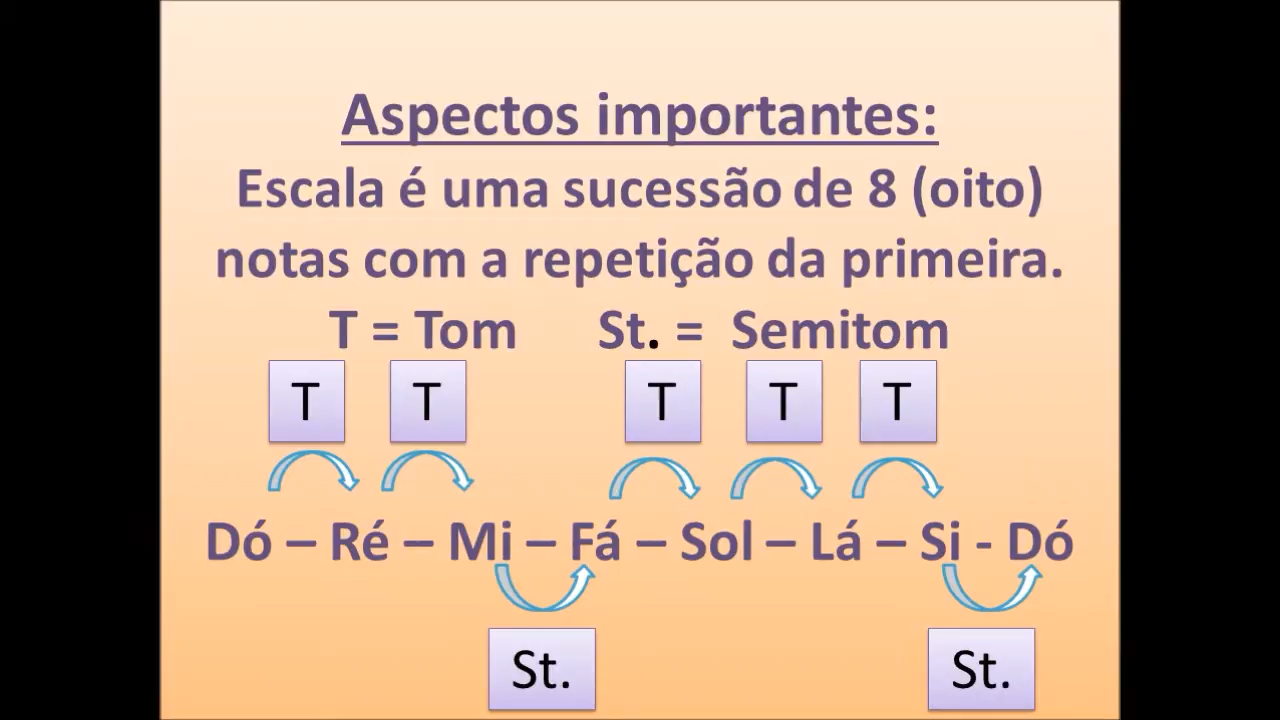 Aspectos importantes:
Escala é uma sucessão de 8 (oito)
notas com a repetição da primeira.
T = Tom St. = Semitom
T T T T T
Dó – Ré – Mi – Fá – Sol – Lá – Si - Dó
St. St.